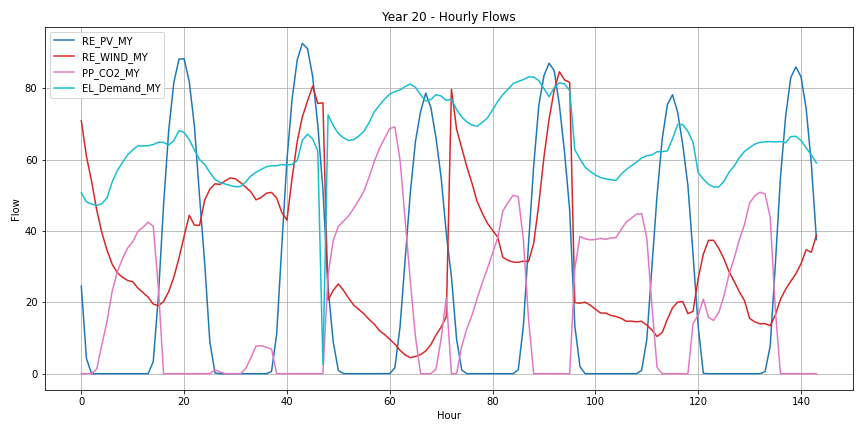 Year 20 - Hourly Flows
RE_PV_MY
RE_WIND_MY
PP_CO2_MY
EL_Demand_MY
80
60
40
20
0
Flow
0 20 40 60 80 100 120 140
Hour